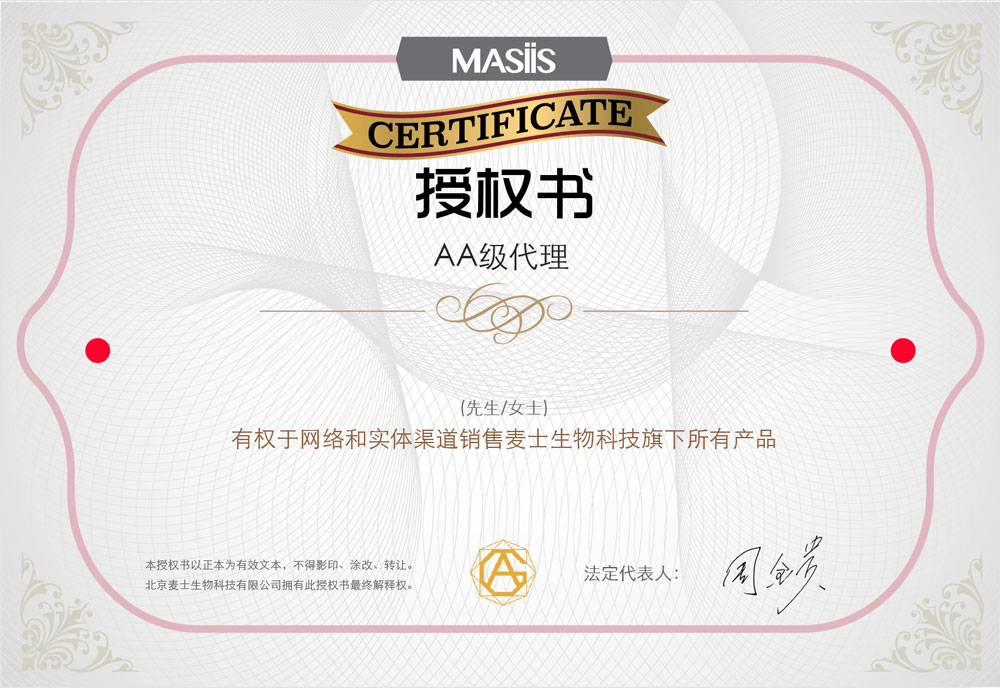 MASIIS
CERTIFICATE
授权书
AA级代理
(先生/女士)
有权于网络和实体渠道销售麦士生物科技旗下所有产品
本授权书以正本为有效文本，不得影印、涂改、转让。
北京麦士生物科技有限公司拥有此授权书最终解释权。
法定代表人：